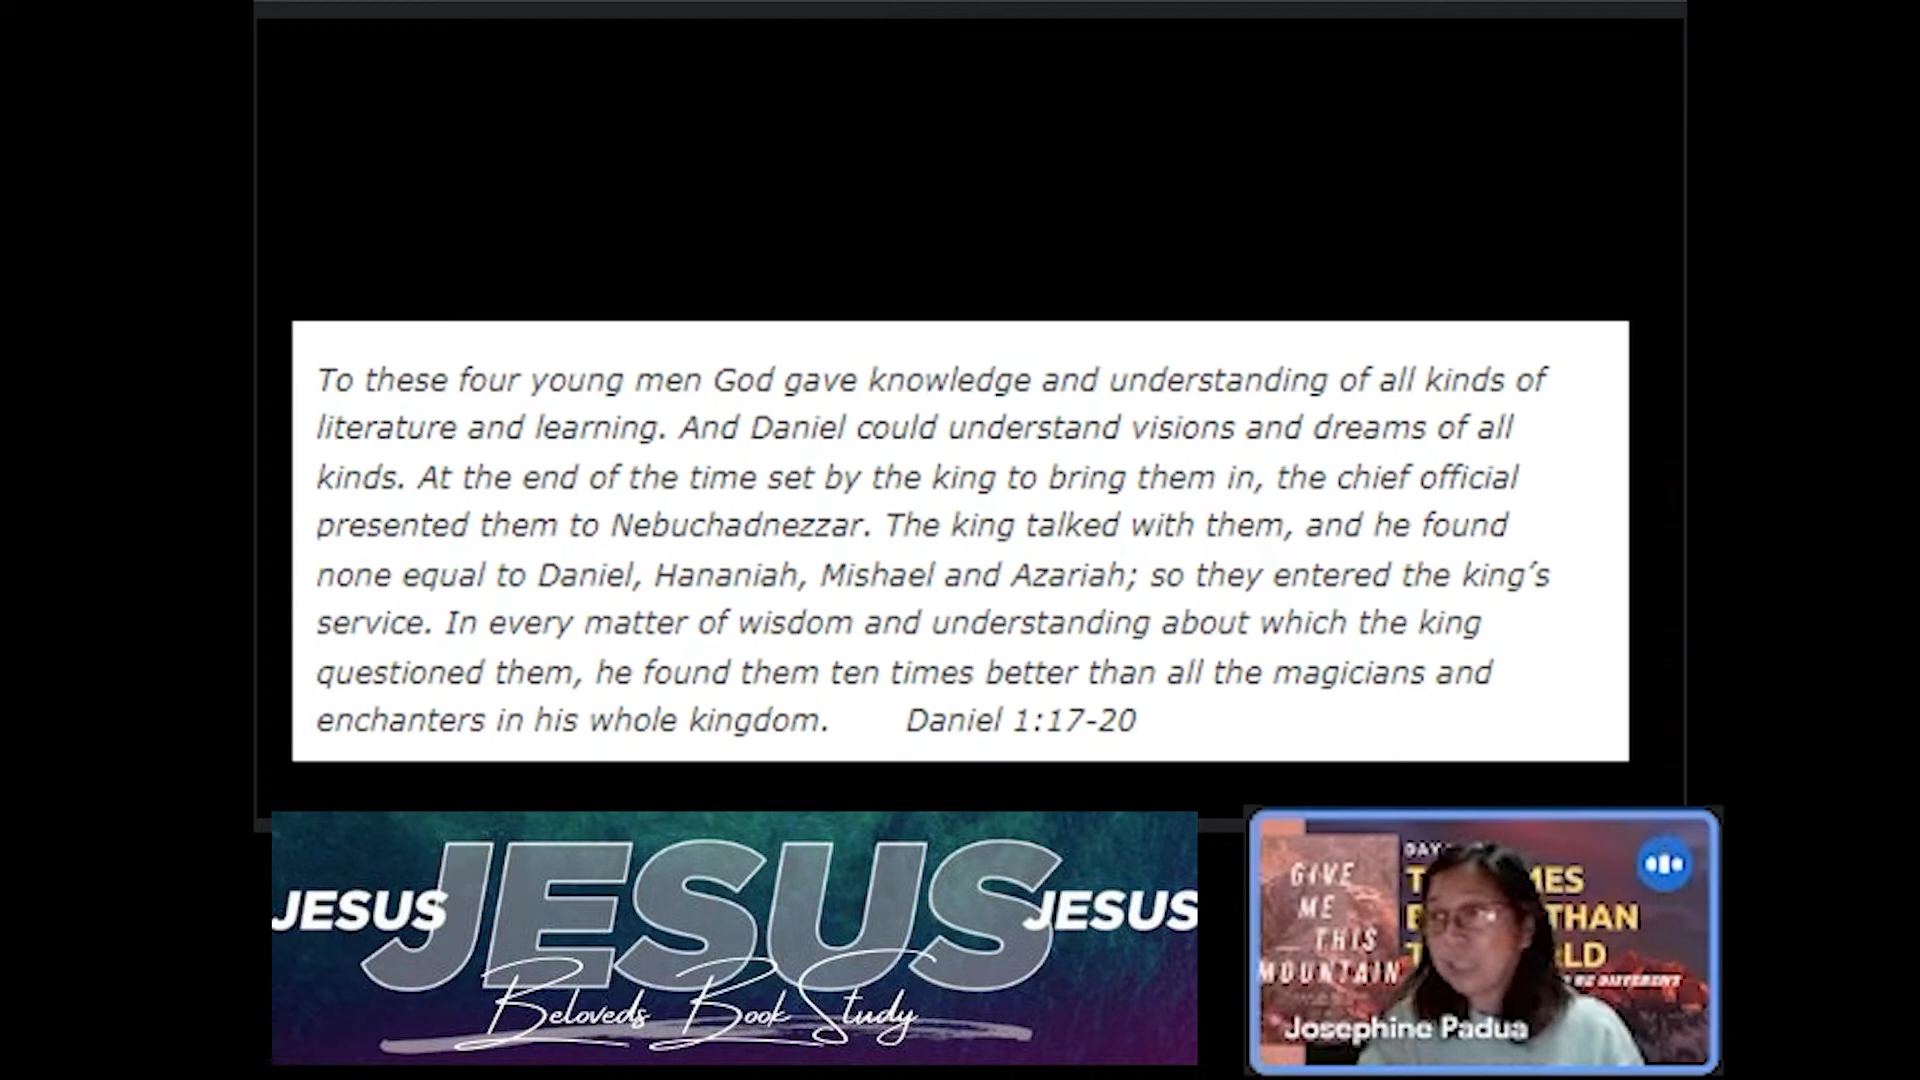 To these four young men God gave knowledge and understanding of all kinds of
literature and learning. And Daniel could understand visions and dreams of all
kinds. At the end of the time set by the king to bring them in, the chief official
presented them to Nebuchadnezzar. The king talked with them, and he found
none equal to Daniel, Hananiah, Mishael and Azariah; so they entered the king’s
service. In every matter of wisdom and understanding about which the king
questioned them, he found them ten times better than all the magicians and
enchanters in his whole kingdom. Daniel 1:17-20
JESUS
JESUS
JESUS
Beloveds Book Study
GIVE
ME
THIS
MOUNTAIN
DAY
THAN
BE DIFFERENT
Josephine Padua